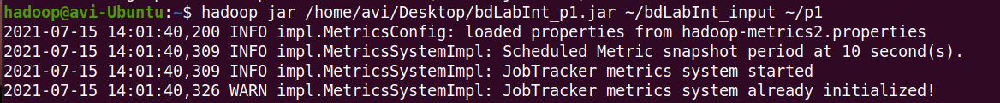 hadoop@avi-Ubuntu:~$ hadoop jar /home/avi/Desktop/bdLabInt_p1.jar ~/bdLabInt_input ~/p1
2021-07-15 14:01:40,200 INFO impl.MetricsConfig: loaded properties from hadoop-metrics2.properties
2021-07-15 14:01:40,309 INFO impl.MetricsSystemImpl: Scheduled Metric snapshot period at 10 second(s).
2021-07-15 14:01:40,309 INFO impl.MetricsSystemImpl: JobTracker metrics system started
2021-07-15 14:01:40,326 WARN impl.MetricsSystemImpl: JobTracker metrics system already initialized!